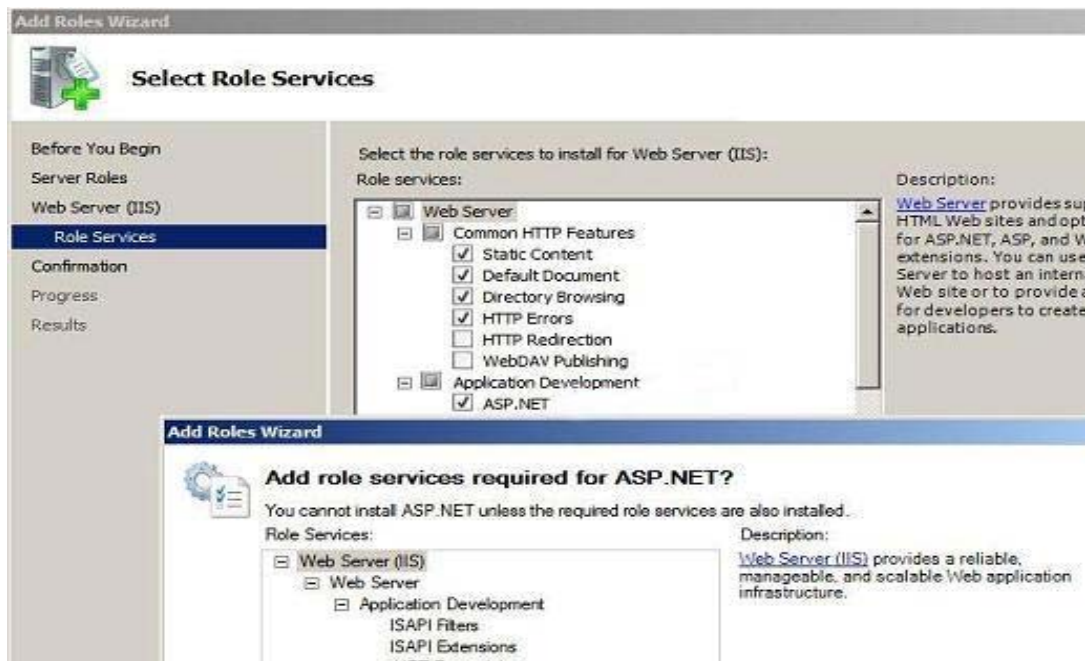 Add Roles Wizard
Select Role Services
Before You Begin
Server Roles
Web Server (IIS)
Role Services
Confirmation
Progress
Results
Select the role services to install for Web Server (IIS):
Role services:
Web Server
Common HTTP Features
Static Content
Default Document
Directory Browsing
HTTP Errors
HTTP Redirection
WebDAV Publishing
Application Development
ASP.NET
Description:
Web Server provides sup
HTML Web sites and opt
for ASP.NET, ASP, and W
extensions. You can use
Server to host an intern
Web site or to provide a
for developers to create
applications.
Add Roles Wizard
Add role services required for ASP.NET?
You cannot install ASP.NET unless the required role services are also installed.
Role Services:
Web Server (IIS)
Web Server
Application Development
ISAPI Filters
ISAPI Extensions
Description:
Web Server (IIS) provides a reliable,
manageable, and scalable Web application
infrastructure.